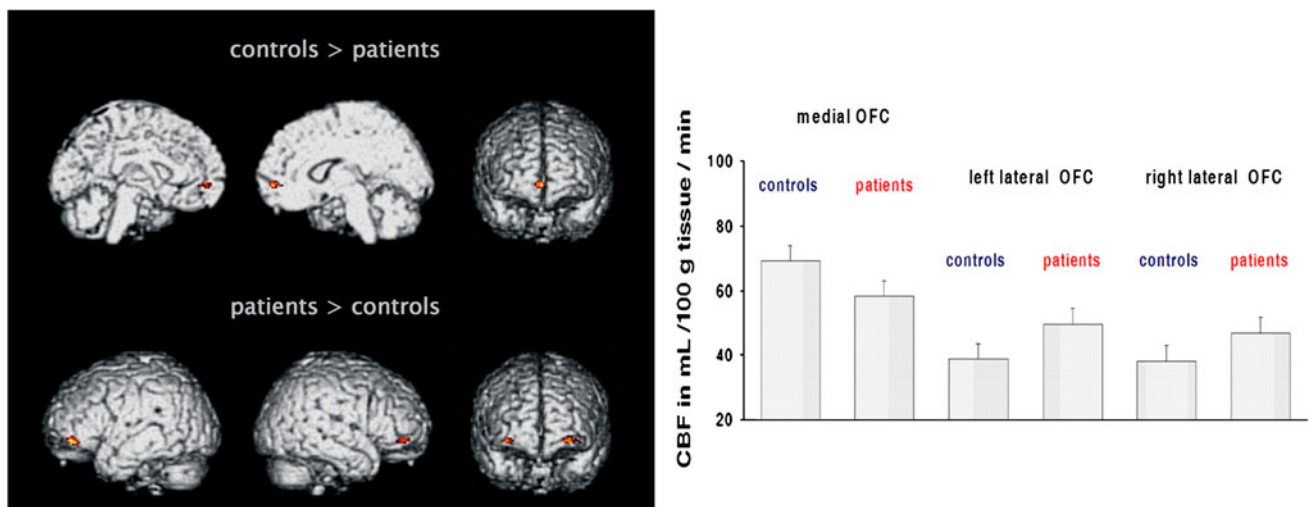 controls > patients
patients > controls
CBF in mL /100 g tissue / min
100
80
60
40
20
medial OFC
controls
patients
left lateral OFC
controls
patients
right lateral OFC
controls
patients